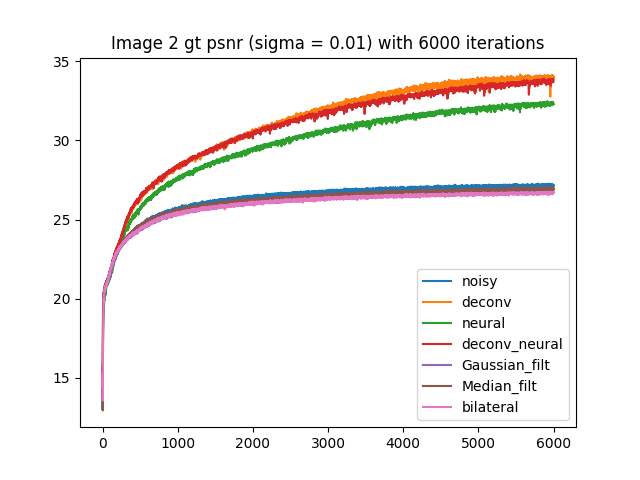 Image 2 gt psnr (sigma = 0.01) with 6000 iterations
35
30
25
20
15
noisy
deconv
neural
deconv_neural
Gaussian_filt
Median_filt
bilateral
0 1000 2000 3000 4000 5000 6000